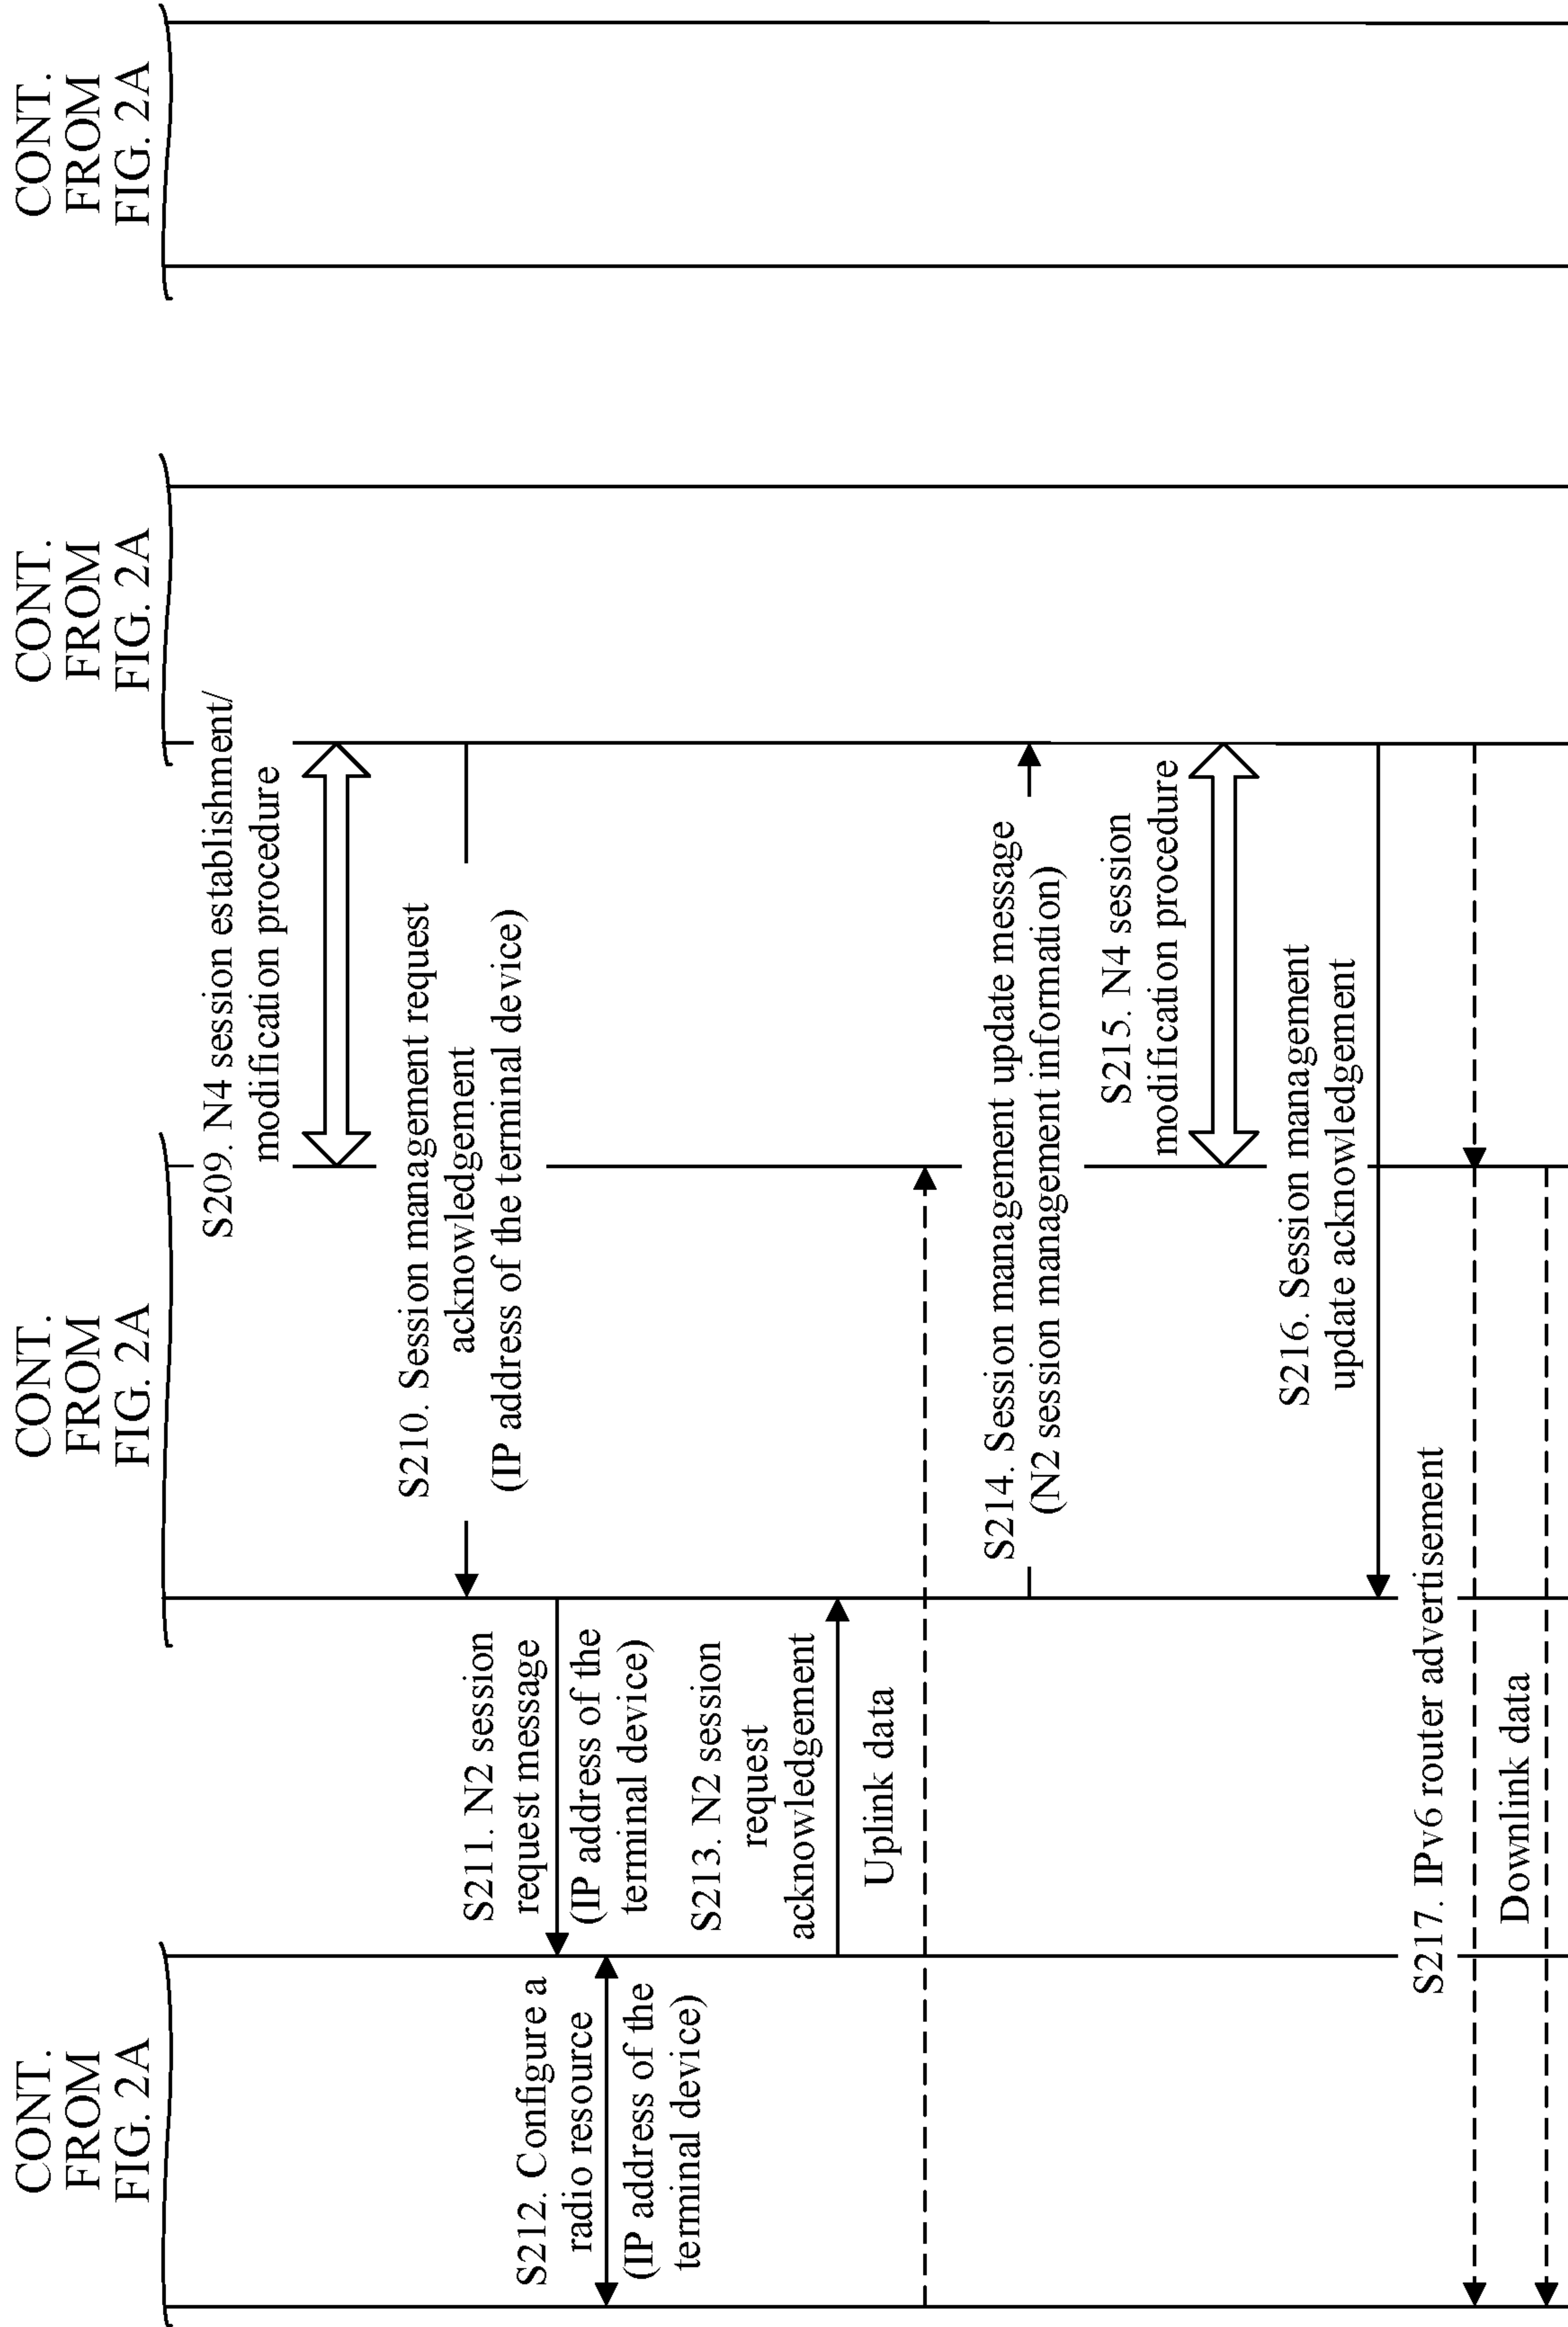 CONT.
FROM
FIG. 2A
CONT.
FROM
FIG. 2A
CONT.
FROM
FIG. 2A
CONT.
FROM
FIG. 2A
S209. N4 session establishment/
modification procedure
S210. Session management request
acknowledgement
(IP address of the terminal device)
S211. N2 session
request message
(IP address of the
terminal device)
S212. Configure a
radio resource
(IP address of the
terminal device)
S213. N2 session
request
acknowledgement
Uplink data
S214. Session management update message
(N2 session management information)
S215. N4 session
modification procedure
S216. Session management
update acknowledgement
S217. IPv6 router advertisement
Downlink data